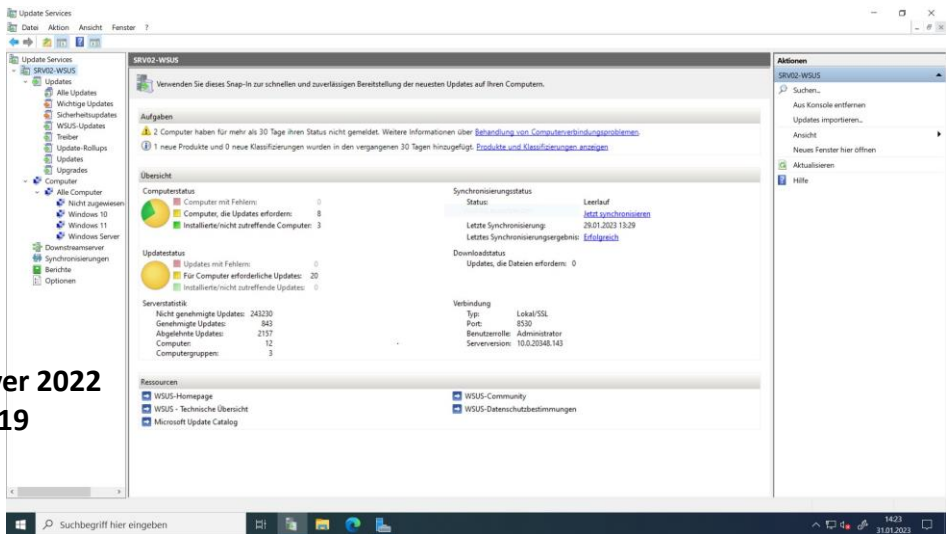 Update Services
Datei Aktion Ansicht Fenster ?
Update Services
SRV02-WSUS
Updates
Alle Updates
Wichtige Updates
Sicherheitsupdates
WSUS-Updates
Treiber
Update-Rollups
Updates
Upgrades
Computer
Alle Computer
Nicht zugewiesen
Windows 10
Windows 11
Windows Server
Downstreamserver
Synchronisierungen
Berichte
Optionen
ver 2022
19
SRV02-WSUS
Verwenden Sie dieses Snap-In zur schnellen und zuverlässigen Bereitstellung der neuesten Updates auf Ihren Computern.
Aufgaben
2 Computer haben für mehr als 30 Tage ihren Status nicht gemeldet. Weitere Informationen über Behandlung von Computerverbindungsproblemen.
1 neue Produkte und 0 neue Klassifizierungen wurden in den vergangenen 30 Tagen hinzugefügt. Produkte und Klassifizierungen anzeigen
Übersicht
Computerstatus
Computer mit Fehlern: 0
Computer, die Updates erfordern: 8
Installierte/nicht zutreffende Computer: 3
Synchronisierungsstatus
Status: Leerlauf
Jetzt synchronisieren
Letzte Synchronisierung: 29.01.2023 13:29
Letztes Synchronisierungsergebnis: Erfolgreich
Updatestatus
Updates mit Fehlern: 0
Für Computer erforderliche Updates: 20
Installierte/nicht zutreffende Updates: 0
Downloadstatus
Updates, die Dateien erfordern: 0
Serverstatistik
Nicht genehmigte Updates: 243230
Genehmigte Updates: 843
Abgelehnte Updates: 2157
Computer: 12
Computergruppen: 3
Verbindung
Typ: Lokal/SSL
Port: 8530
Benutzerrolle: Administrator
Serverversion: 10.0.20348.143
Ressourcen
WSUS-Homepage
WSUS - Technische Übersicht
Microsoft Update Catalog
WSUS-Community
WSUS-Datenschutzbestimmungen
Aktionen
SRV02-WSUS
Suchen...
Aus Konsole entfernen
Updates importieren...
Ansicht
Neues Fenster hier öffnen
Aktualisieren
Hilfe
Suchbegriff hier eingeben
14:23
31.01.2023